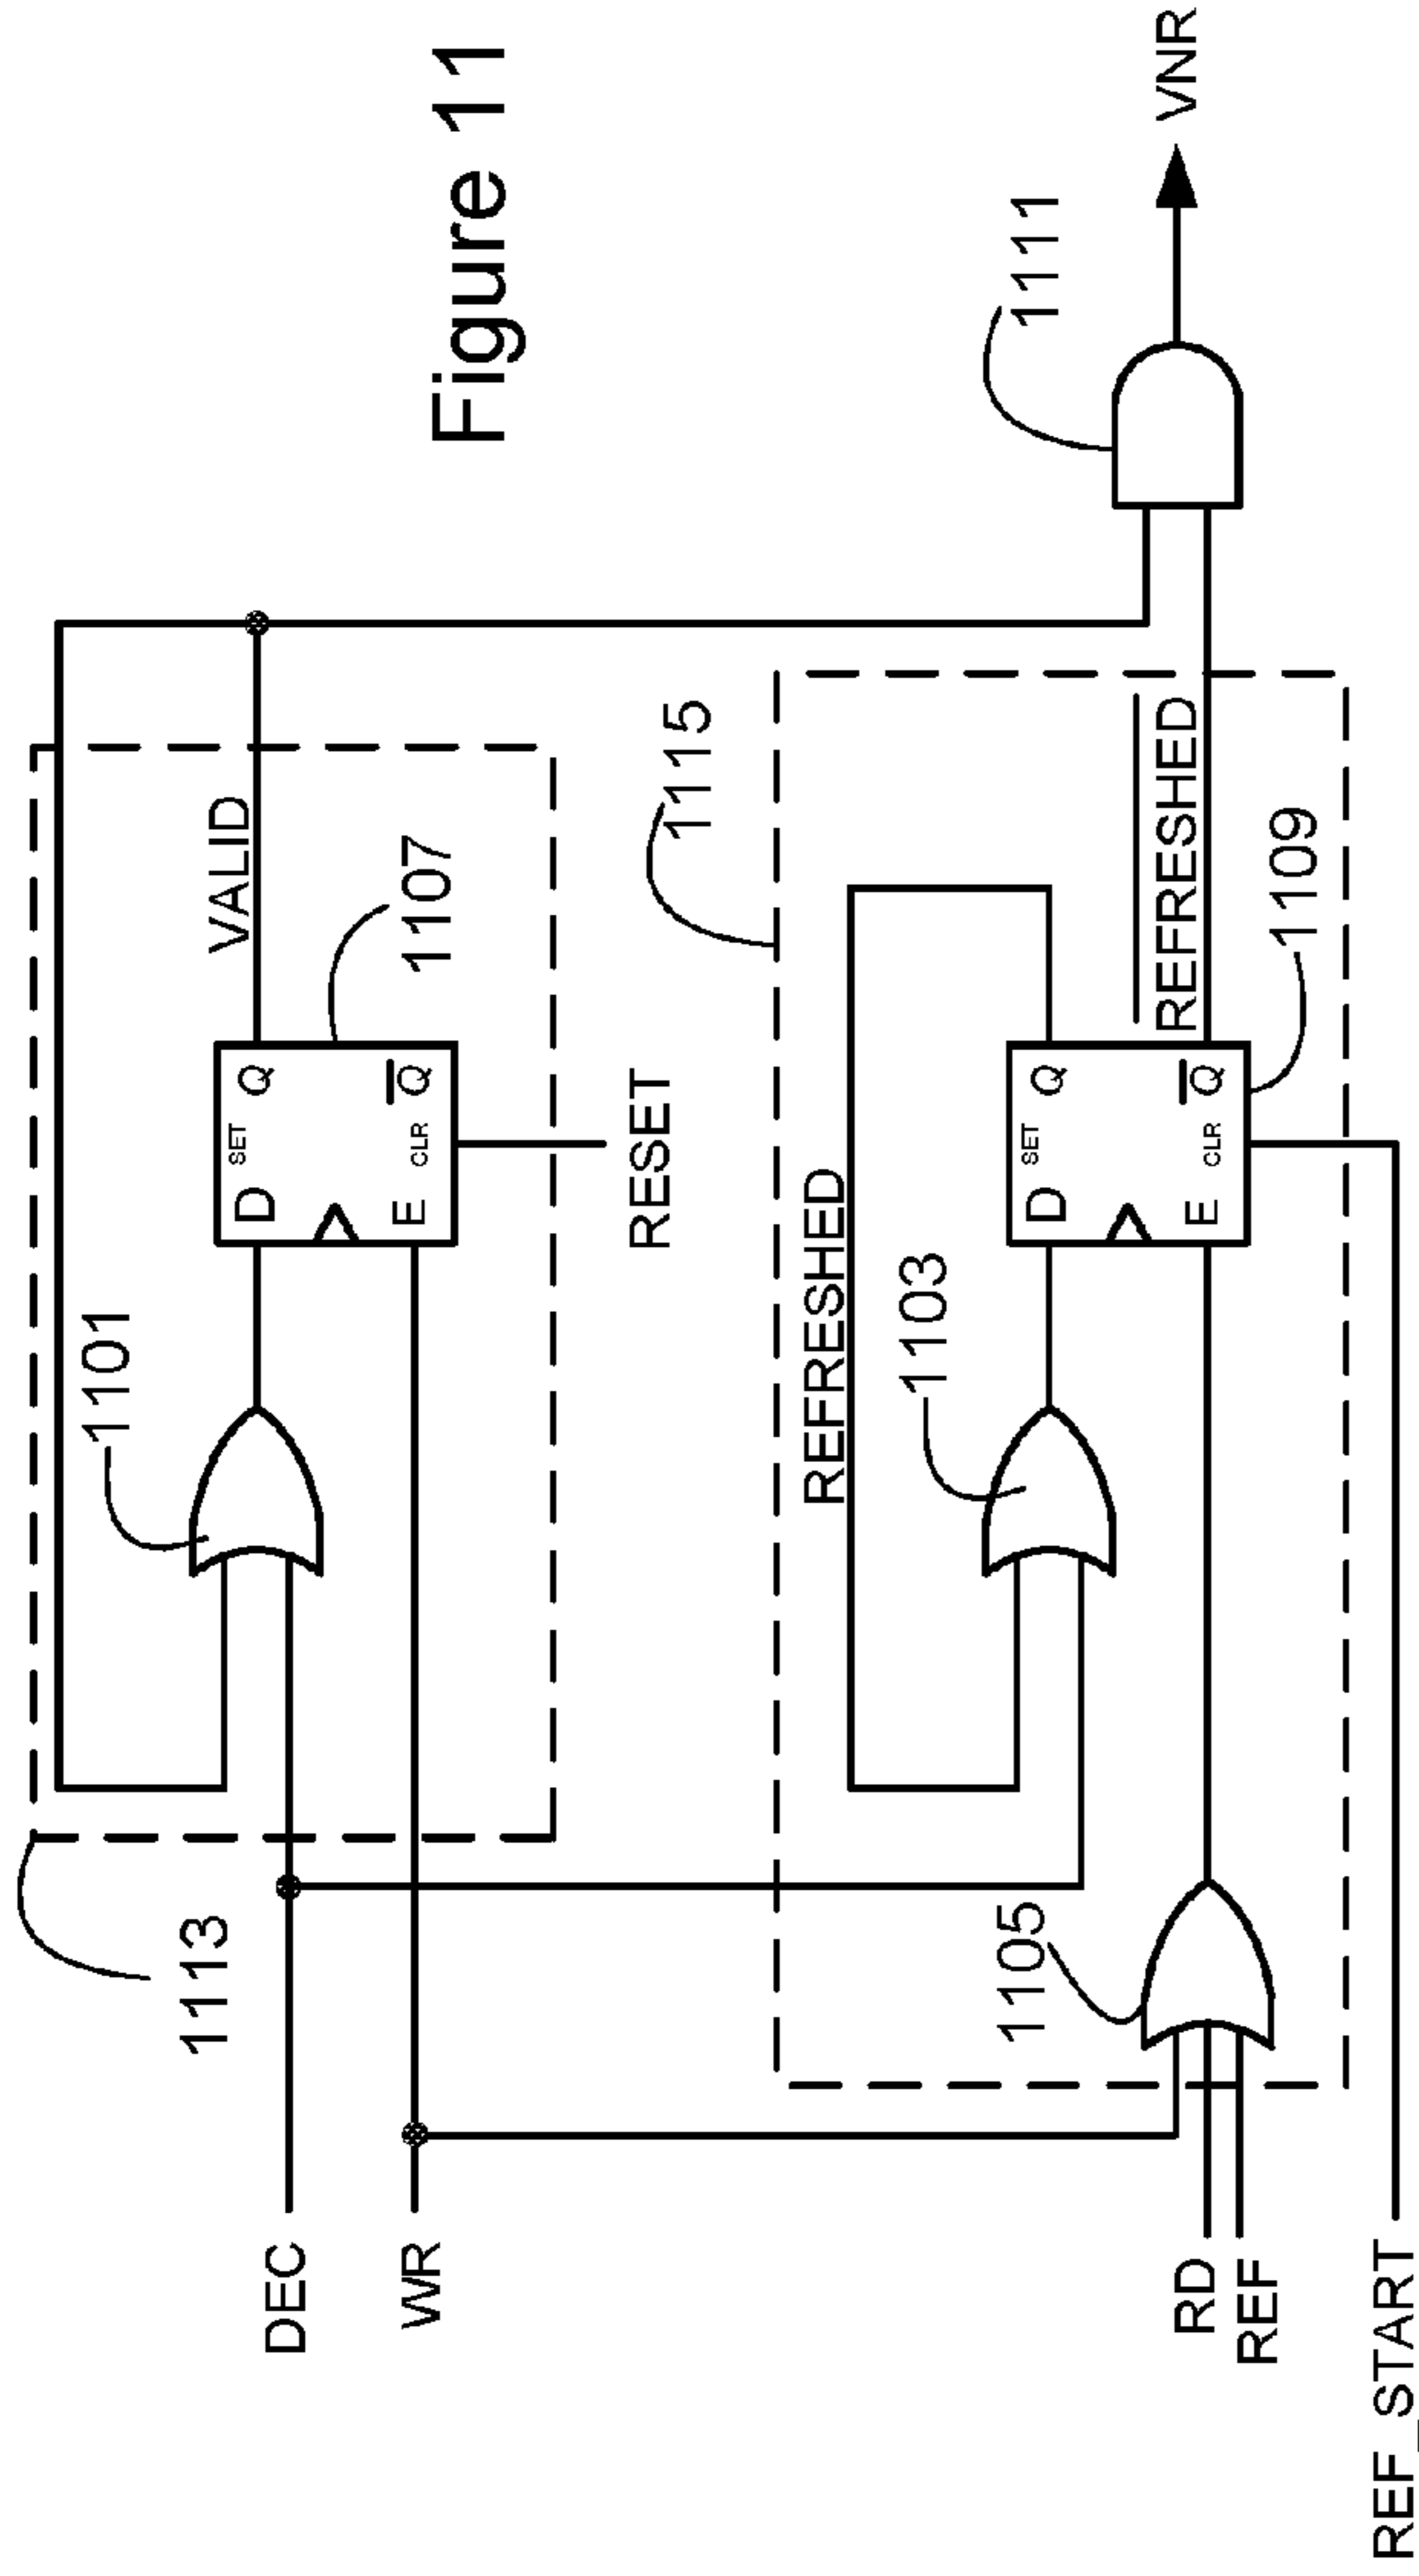 Figure 11
1113
1101
VALID
1107
D
SET
Q
E
CLR
Q
RESET
DEC
WR
1115
REFRESHED
1103
D
SET
Q
E
CLR
Q
REFRESHED
1109
1105
RD
REF
REF_START
1111
VNR